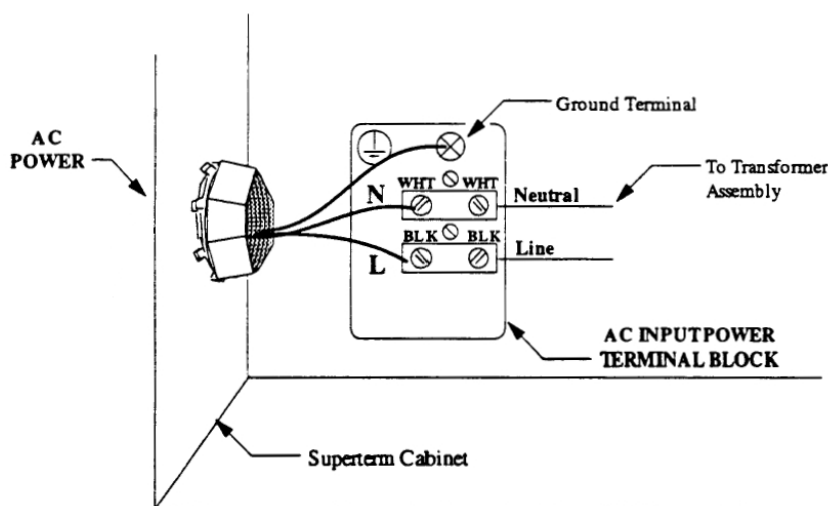 Ground Terminal
AC
POWER
To Transformer
Assembly
WHT WHT
N
Neutral
BLK BLK
L
Line
AC INPUT POWER
TERMINAL BLOCK
Superterm Cabinet